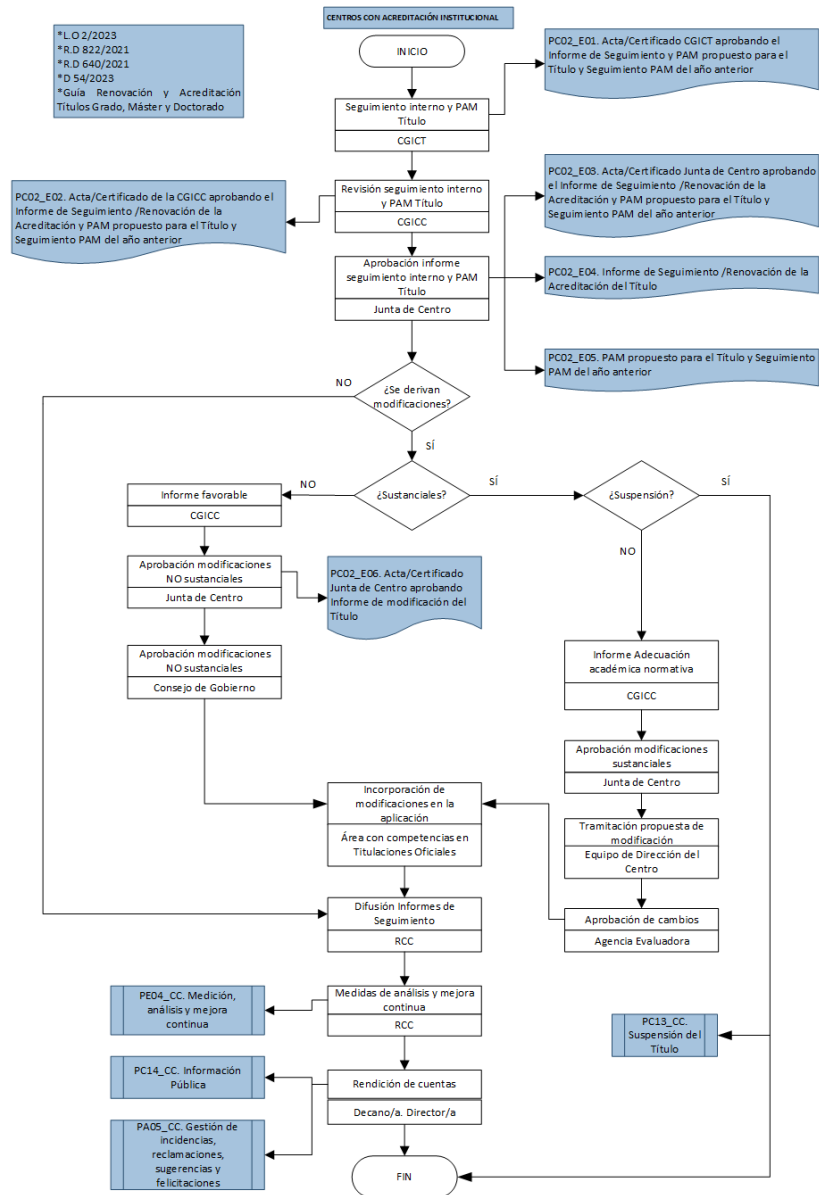 CENTROS CON ACREDITACIÓN INSTITUCIONAL
*L.O 2/2023
*R.D 822/2021
*R.D 640/2021
*D 54/2023
*Guía Renovación y Acreditación
Títulos Grado, Máster y Doctorado
INICIO
PC02_E01. Acta/Certificado CGICT aprobando el
Informe de Seguimiento y PAM propuesto para el
Título y Seguimiento PAM del año anterior
Seguimiento interno y PAM
Título
CGICT
PC02_E02. Acta/Certificado de la CGICC aprobando el
Informe de Seguimiento /Renovación de la
Acreditación y PAM propuesto para el Título y
Seguimiento PAM del año anterior
Revisión seguimiento interno
y PAM Título
CGICC
PC02_E03. Acta/Certificado Junta de Centro aprobando
el Informe de Seguimiento /Renovación de la
Acreditación y PAM propuesto para el Título y
Seguimiento PAM del año anterior
Aprobación informe
seguimiento interno y PAM
Título
Junta de Centro
PC02_E04. Informe de Seguimiento /Renovación de la
Acreditación del Título
PC02_E05. PAM propuesto para el Título y Seguimiento
PAM del año anterior
NO
¿Se derivan
modificaciones?
SÍ
NO
¿Sustanciales?
SÍ
¿Suspensión?
SÍ
NO
Informe favorable
CGICC
Aprobación modificaciones
NO sustanciales
Junta de Centro
PC02_E06. Acta/Certificado
Junta de Centro aprobando
Informe de modificación del
Título
Aprobación modificaciones
NO sustanciales
Consejo de Gobierno
Informe Adecuación
académica normativa
CGICC
Aprobación modificaciones
sustanciales
Junta de Centro
Incorporación de
modificaciones en la
aplicación
Área con competencias en
Titulaciones Oficiales
Tramitación propuesta de
modificación
Equipo de Dirección del
Centro
Aprobación de cambios
Agencia Evaluadora
Difusión Informes de
Seguimiento
RCC
PE04_CC. Medición,
análisis y mejora
continua
Medidas de análisis y mejora
continua
RCC
PC13_CC.
Suspensión del
Título
PC14_CC. Información
Pública
Rendición de cuentas
Decano/a. Director/a
PA05_CC. Gestión de
incidencias,
reclamaciones,
sugerencias y
felicitaciones
FIN